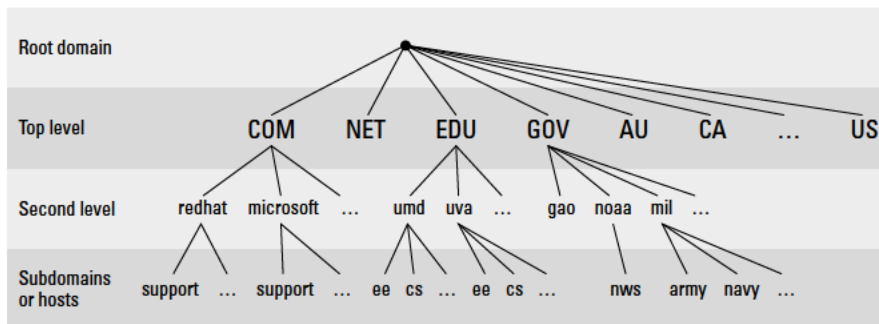 Root domain
Top level COM NET EDU GOV AU CA ... US
Second level redhat microsoft ... umd uva ... gao noaa mil ...
Subdomains
or hosts
support ... support ... ee cs ... ee cs ... nws army navy ...